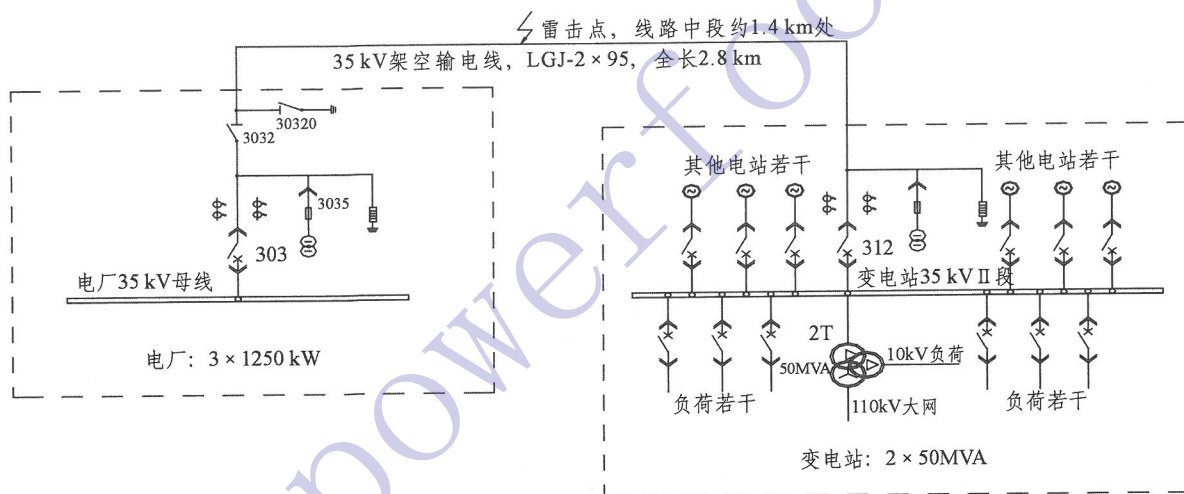 雷击点，线路中段约1.4 km处
35 kV架空输电线，LGJ-2×95，全长2.8 km
30320
3032
3035
303
电厂35 kV母线
电厂：3×1250 kW
其他电站若干
其他电站若干
312
变电站35 kV Ⅱ段
2T
50MVA
10kV负荷
负荷若干
110kV大网
负荷若干
变电站：2×50MVA
powerfoo